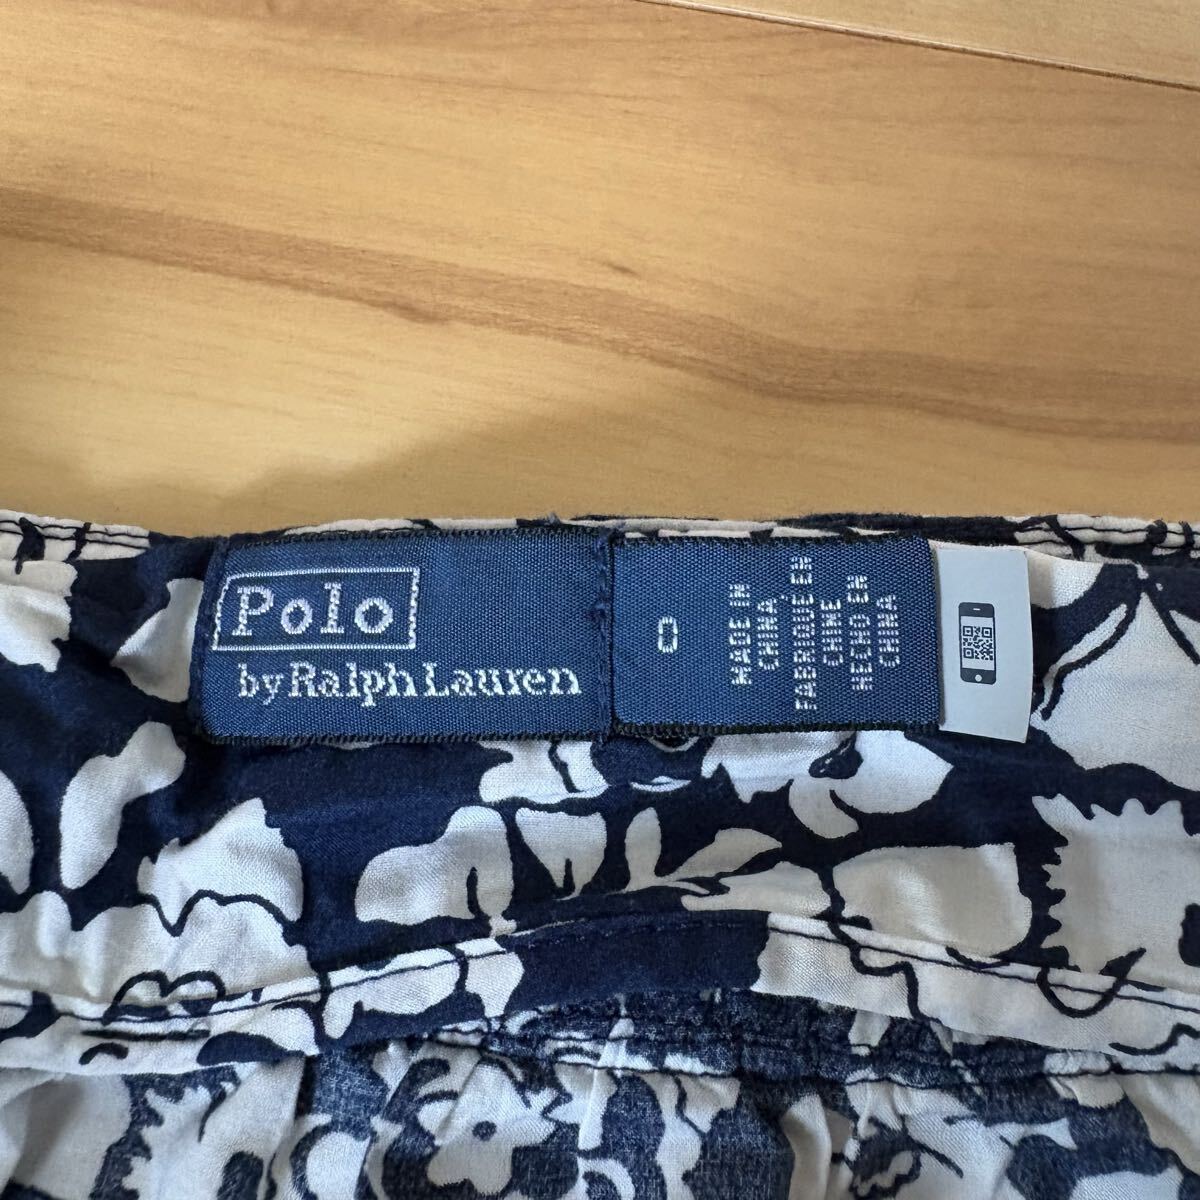 Polo
by Ralph Lauren
0
MADE IN
CHINA
FABRIQUE EN
CHINE
HECHO EN
CHINA